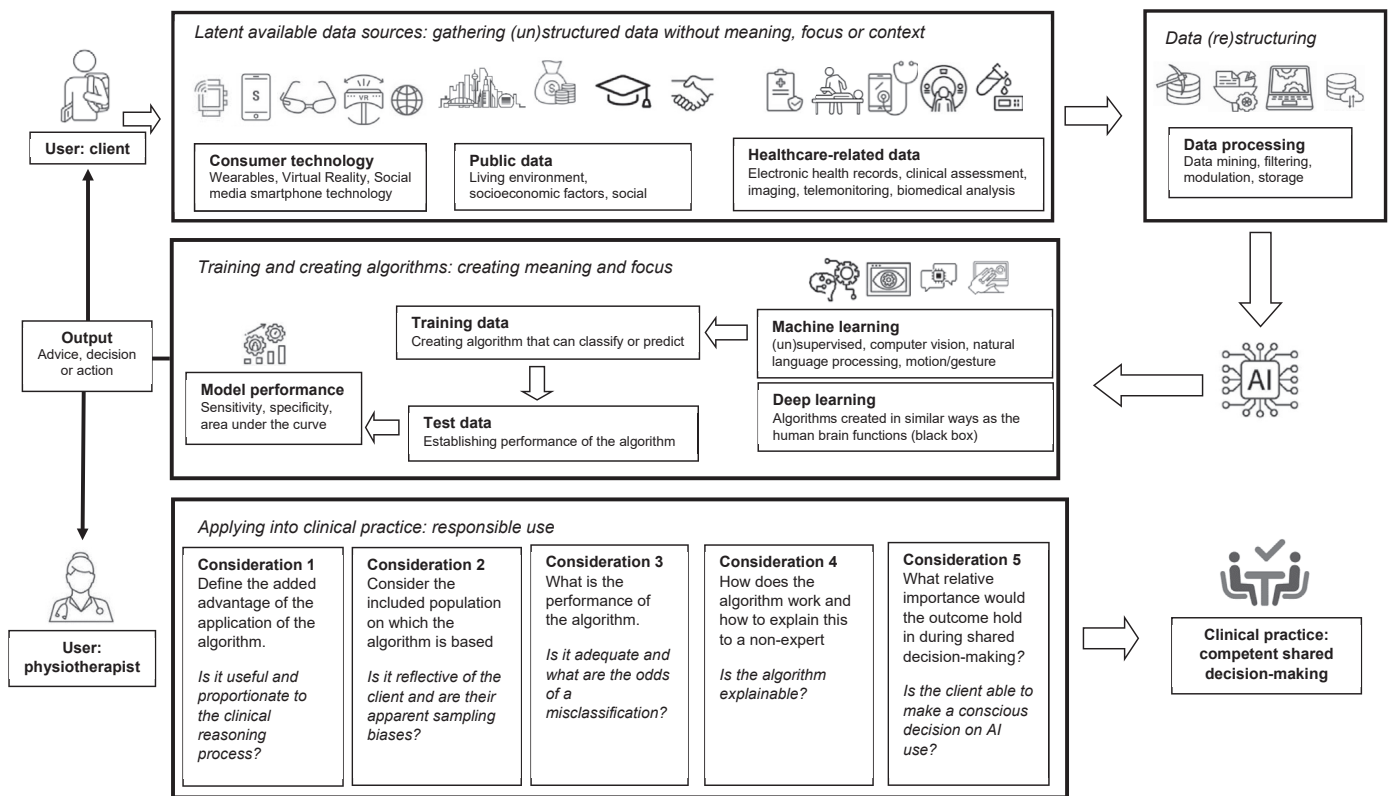 Latent available data sources: gathering (un)structured data without meaning, focus or context
S
VR
User: client
Consumer technology
Wearables, Virtual Reality, Social
media smartphone technology
Public data
Living environment,
socioeconomic factors, social
Healthcare-related data
Electronic health records, clinical assessment,
imaging, telemonitoring, biomedical analysis
Data (re)structuring
Data processing
Data mining, filtering,
modulation, storage
AI
Training and creating algorithms: creating meaning and focus
Machine learning
(un)supervised, computer vision, natural
language processing, motion/gesture
Deep learning
Algorithms created in similar ways as the
human brain functions (black box)
Training data
Creating algorithm that can classify or predict
Test data
Establishing performance of the algorithm
Model performance
Sensitivity, specificity,
area under the curve
Output
Advice, decision
or action
User:
physiotherapist
Applying into clinical practice: responsible use
Consideration 1
Define the added
advantage of the
application of the
algorithm.
Is it useful and
proportionate to
the clinical
reasoning
process?
Consideration 2
Consider the
included population
on which the
algorithm is based
Is it reflective of the
client and are their
apparent sampling
biases?
Consideration 3
What is the
performance of
the algorithm.
Is it adequate and
what are the odds
of a
misclassification?
Consideration 4
How does the
algorithm work and
how to explain this
to a non-expert
Is the algorithm
explainable?
Consideration 5
What relative
importance would
the outcome hold
in during shared
decision-making?
Is the client able to
make a conscious
decision on AI
use?
Clinical practice:
competent shared
decision-making